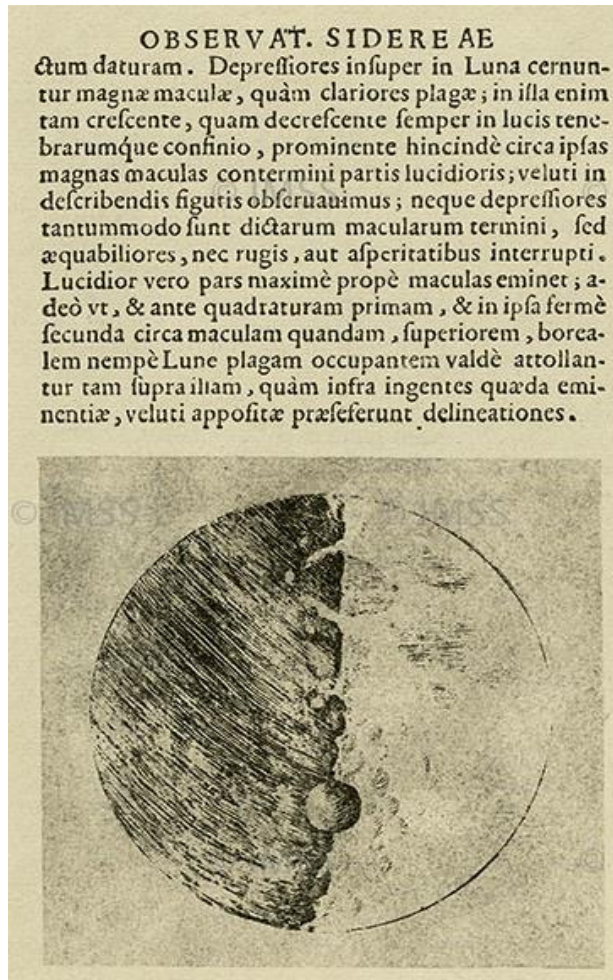 OBSERVAT. SIDEREAE
ctum daturam. Depreſſiores inſuper in Luna cernun-
tur magnæ maculæ, quàm clariores plagæ; in illa enim
tam creſcente, quam decreſcente ſemper in lucis tene-
brarumq́ue confinio, prominente hincindè circa ipſas
magnas maculas contermini partis lucidioris; veluti in
deſcribendis figuris obſeruauimus; neque depreſſiores
tantummodo ſunt dictarum macularum termini, ſed
æquabiliores, nec rugis, aut aſperitatibus interrupti.
Lucidior vero pars maximè propè maculas eminet; a-
deò vt, & ante quadraturam primam, & in ipſa fermè
ſecunda circa maculam quandam, ſuperiorem, borea-
lem nempè Lunæ plagam occupantem valdè attollan-
tur tam ſupra illam, quàm infra ingentes quæda emi-
nentiæ, veluti appoſitæ præſeferunt delineationes.
© IMSS
© IMSS
© IMSS